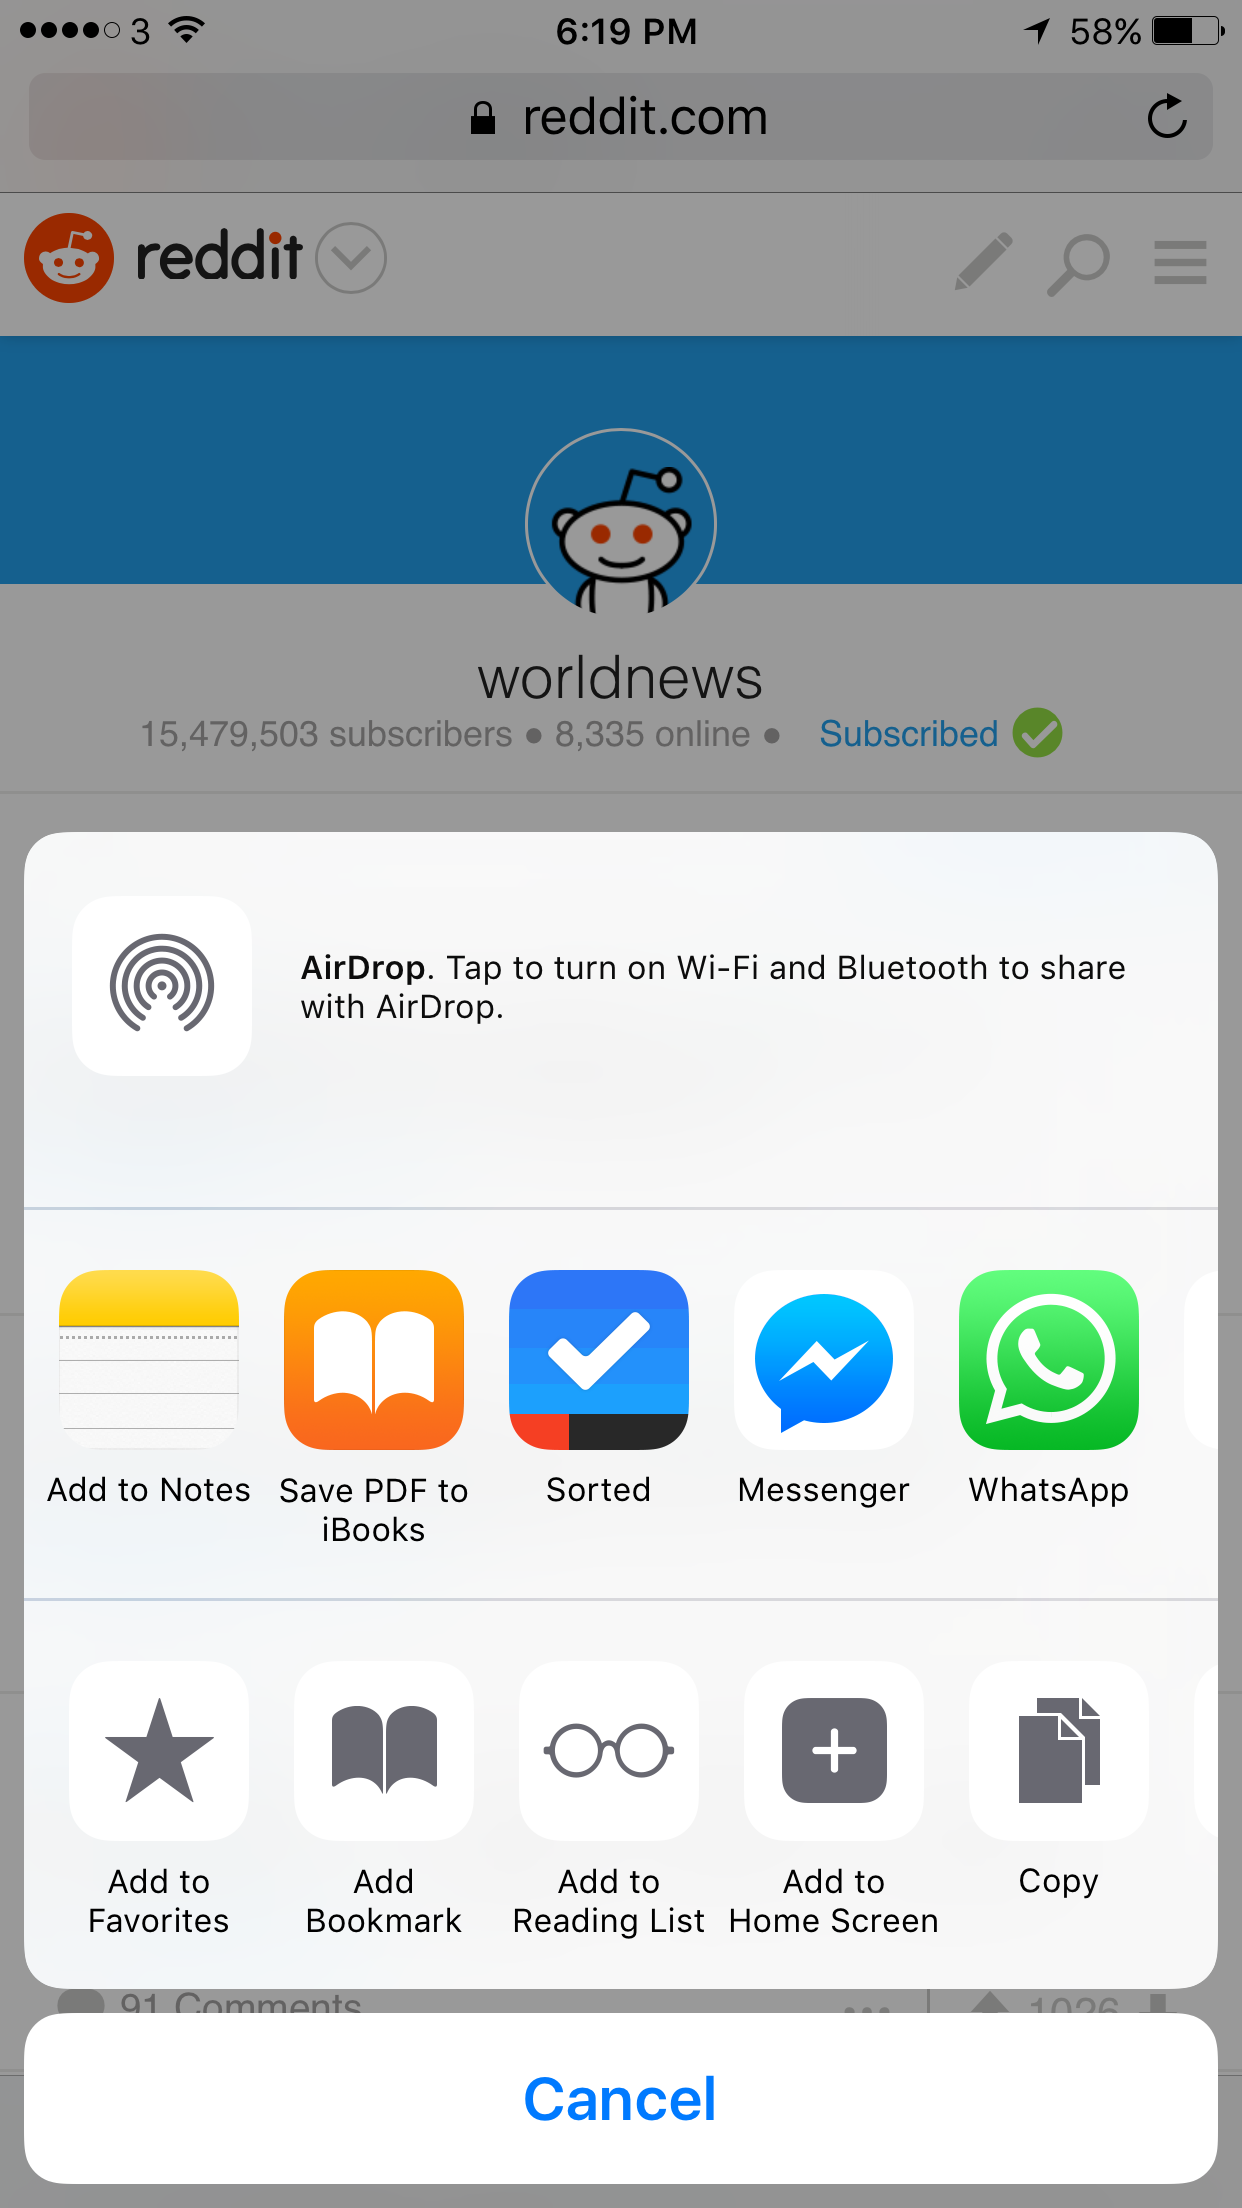 3 6:19 PM 58%
reddit.com
reddit
worldnews
15,479,503 subscribers • 8,335 online • Subscribed
AirDrop. Tap to turn on Wi-Fi and Bluetooth to share
with AirDrop.
Add to Notes
Save PDF to
iBooks
Sorted
Messenger
WhatsApp
Add to
Favorites
Add
Bookmark
Add to
Reading List
Add to
Home Screen
Copy
91 Comments 1026
Cancel